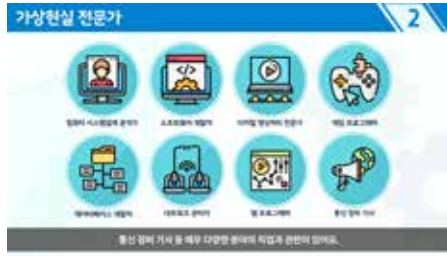 가상현실 전문가
2
컴퓨터 시스템설계 분석가
소프트웨어 개발자
디지털 영상처리 전문가
게임 프로그래머
데이터베이스 개발자
네트워크 관리자
웹 프로그래머
통신 장비 기사
통신 장비 기사 등 매우 다양한 분야의 직업과 관련이 있어요.